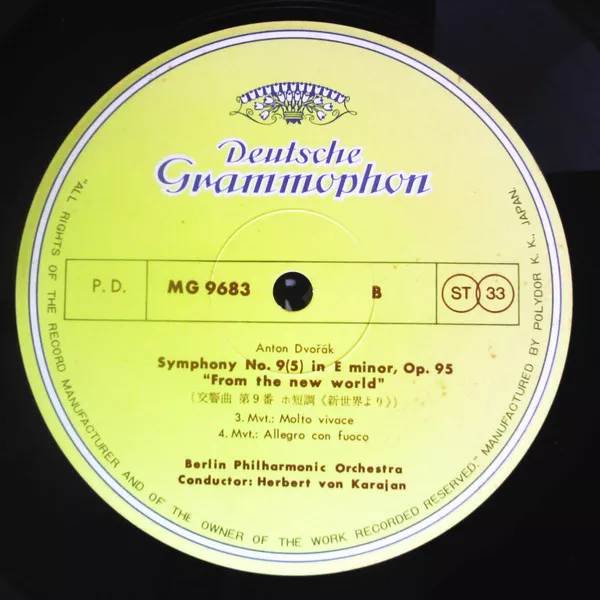 Deutsche
Grammophon
P.D.
MG 9683
B
ST 33
Anton Dvořák
Symphony No. 9(5) in E minor, Op. 95
"From the new world"
(交響曲 第9番 ホ短調《新世界より》)
3. Mvt.: Molto vivace
4. Mvt.: Allegro con fuoco
Berlin Philharmonic Orchestra
Conductor: Herbert von Karajan
"ALL RIGHTS OF THE RECORD MANUFACTURER AND OF THE OWNER OF THE WORK RECORDED RESERVED." MANUFACTURED BY POLYDOR K. K., JAPAN.